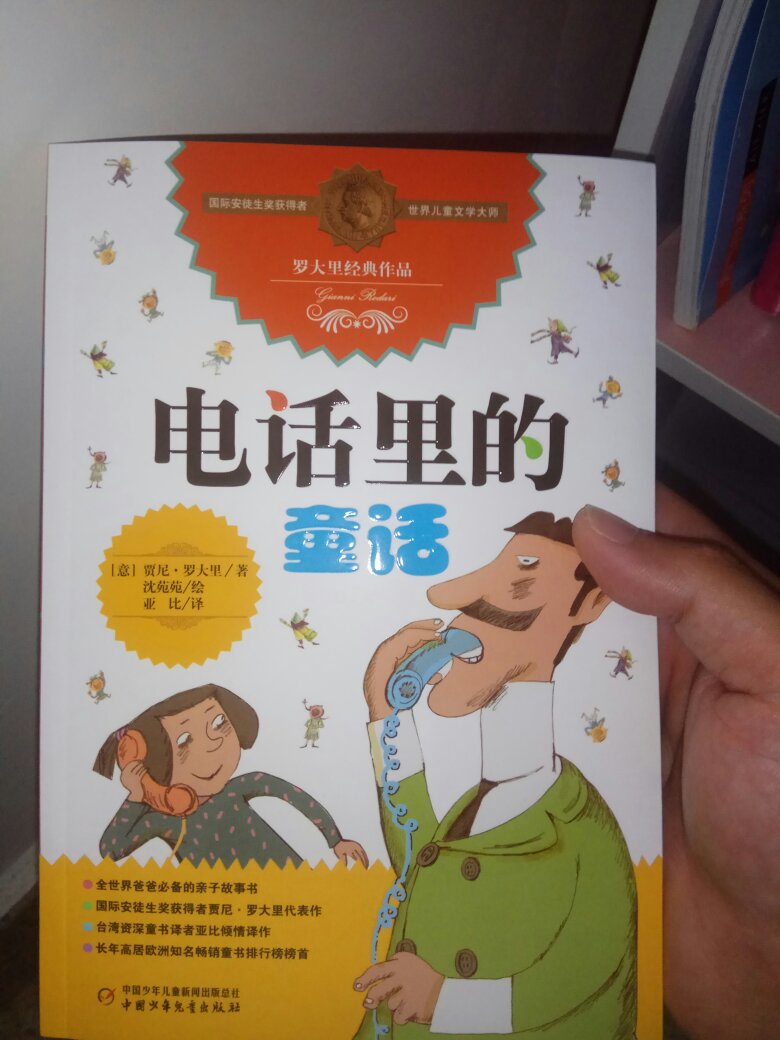 国际安徒生奖获得者 世界儿童文学大师
罗大里经典作品
Gianni Rodari
电话里的
童话
[意] 贾尼·罗大里/著
沈苑苑/绘
亚 比/译
全世界爸爸必备的亲子故事书
国际安徒生奖获得者贾尼·罗大里代表作
台湾资深童书译者亚比倾情译作
长年高居欧洲知名畅销童书排行榜榜首
中国少年儿童新闻出版总社
中国少年儿童出版社